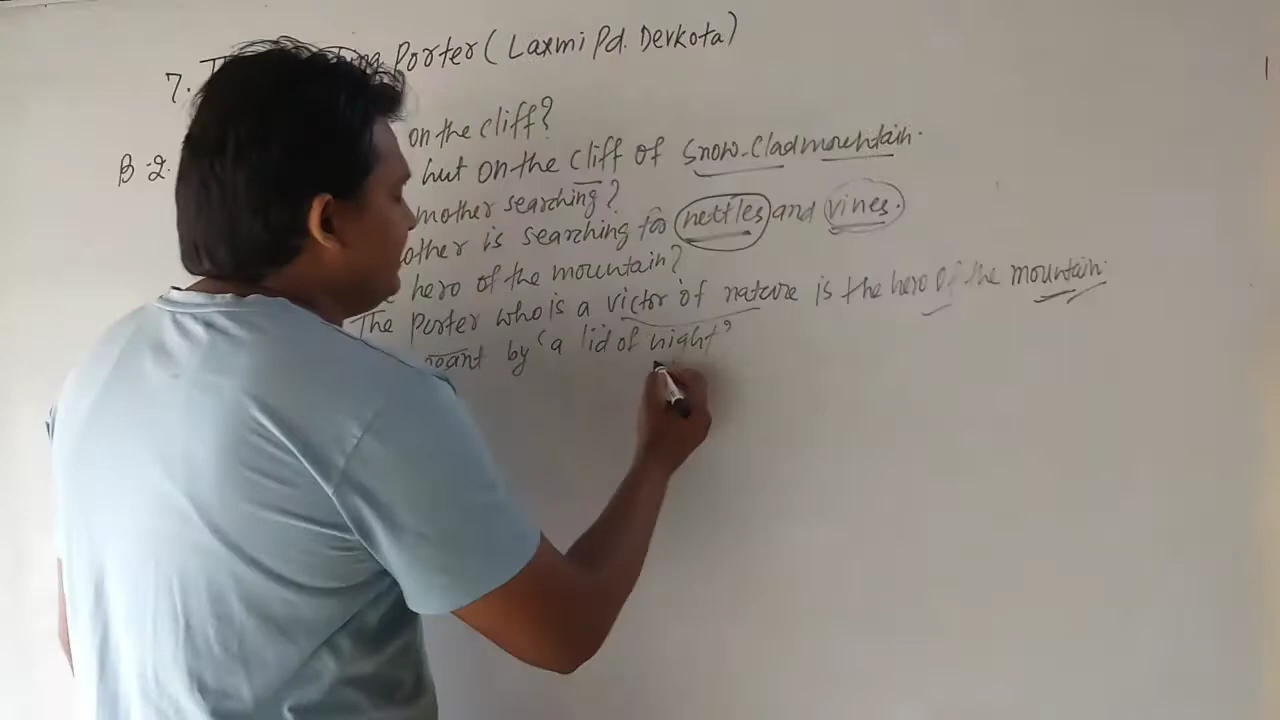 7. Porter (Laxmi Pd. Devkota)
on the cliff?
B-2. hut on the cliff of snow-clad mountain.
mother searching?
other is searching for nettles and vines.
hero of the mountain?
The porter who is a victor of nature is the hero of the mountain.
meant by 'a lid of night'